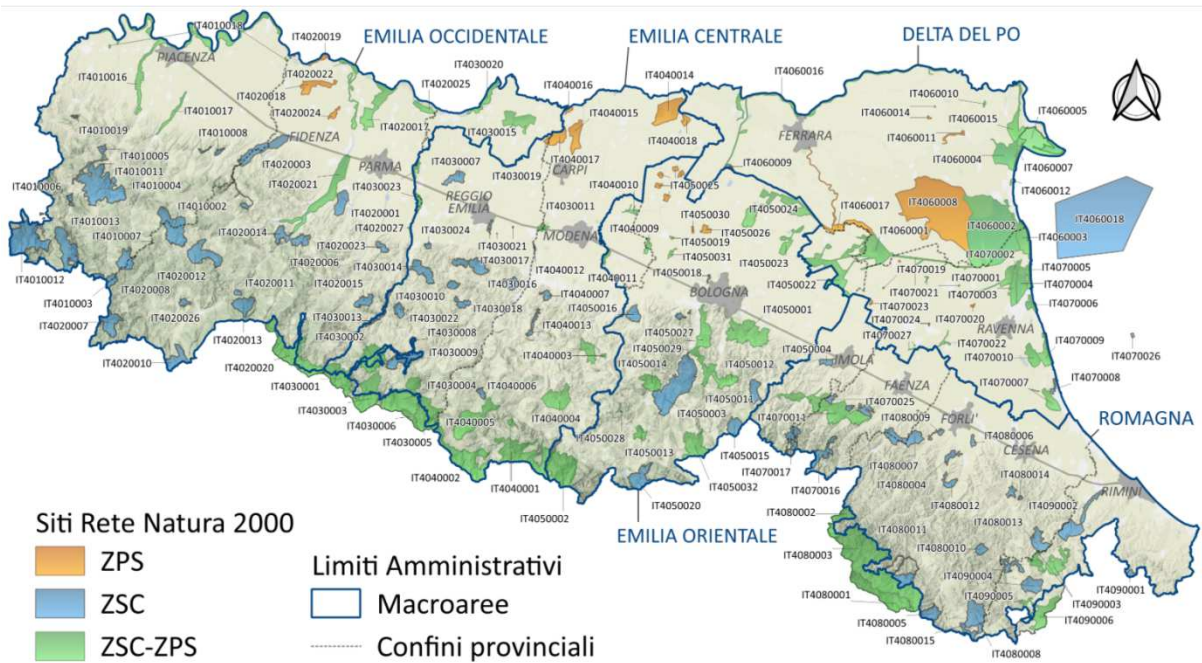 IT4010018
IT4020019
EMILIA OCCIDENTALE
EMILIA CENTRALE
DELTA DEL PO
PIACENZA
IT4020022
IT4030020
IT4040016
IT4040014
IT4060016
IT4010016
IT4020018
IT4020025
IT4040015
IT4060010
IT4060005
IT4060014
IT4060015
IT4010017
IT4020024
IT4020017
IT4030015
IT4040018
FERRARA
IT4060011
IT4010019
IT4010008
FIDENZA
IT4040017
IT4060004
IT4010005
IT4020003
PARMA
IT4030007
IT4030019
CARPI
IT4060009
IT4060007
IT4010006
IT4010011
IT4010004
IT4020021
IT4030023
REGGIO
EMILIA
IT4040010
IT4050025
IT4060012
IT4010002
IT4020001
IT4030011
IT4050030
IT4050024
IT4060017
IT4060008
IT4060018
IT4010013
IT4020027
IT4030024
MODENA
IT4040009
IT4050019
IT4050026
IT4060001
IT4060002
IT4010007
IT4020014
IT4020023
IT4030021
IT4050031
IT4060003
IT4010012
IT4020012
IT4020006
IT4030014
IT4030017
IT4040012
IT4040011
IT4050018
IT4050023
IT4070019
IT4070001
IT4070002
IT4070005
IT4010003
IT4020008
IT4020011
IT4020015
IT4030010
IT4030016
IT4040007
IT4050016
BOLOGNA
IT4050022
IT4070021
IT4070003
IT4070004
IT4020007
IT4020026
IT4030013
IT4030022
IT4030018
IT4050001
IT4070023
IT4070020
IT4070006
IT4020010
IT4020013
IT4030002
IT4030008
IT4040013
IT4050027
IT4070024
RAVENNA
IT4020020
IT4030009
IT4040003
IT4050029
IT4050004
IMOLA
IT4070027
IT4070022
IT4070009
IT4070026
IT4030001
IT4030004
IT4040006
IT4050014
IT4050012
FAENZA
IT4070010
IT4070008
IT4030003
IT4050011
IT4070025
IT4070007
ROMAGNA
IT4030006
IT4040005
IT4040004
IT4050003
IT4070011
IT4080009
FORLI'
IT4030005
IT4050028
IT4050013
IT4050015
IT4080006
CESENA
IT4040002
IT4040001
IT4070017
IT4080007
IT4080014
RIMINI
IT4050002
IT4050020
IT4050032
IT4070016
IT4080004
IT4080012
IT4090002
EMILIA ORIENTALE
IT4080002
IT4080011
IT4080013
IT4080003
IT4080010
IT4090004
IT4090001
IT4080001
IT4090005
IT4090003
IT4080005
IT4090006
IT4080015
IT4080008
Siti Rete Natura 2000
ZPS
ZSC
ZSC-ZPS
Limiti Amministrativi
Macroaree
Confini provinciali